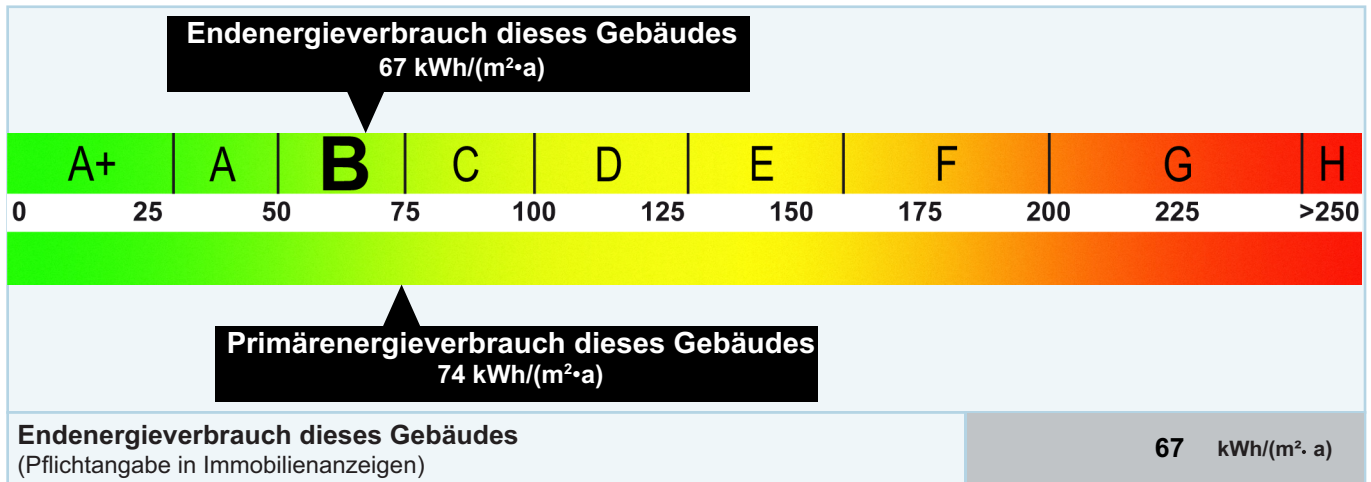 Endenergieverbrauch dieses Gebäudes
67 kWh/(m²•a)
A+ A B C D E F G H
0 25 50 75 100 125 150 175 200 225 >250
Primärenergieverbrauch dieses Gebäudes
74 kWh/(m²•a)
Endenergieverbrauch dieses Gebäudes
(Pflichtangabe in Immobilienanzeigen)
67 kWh/(m²· a)